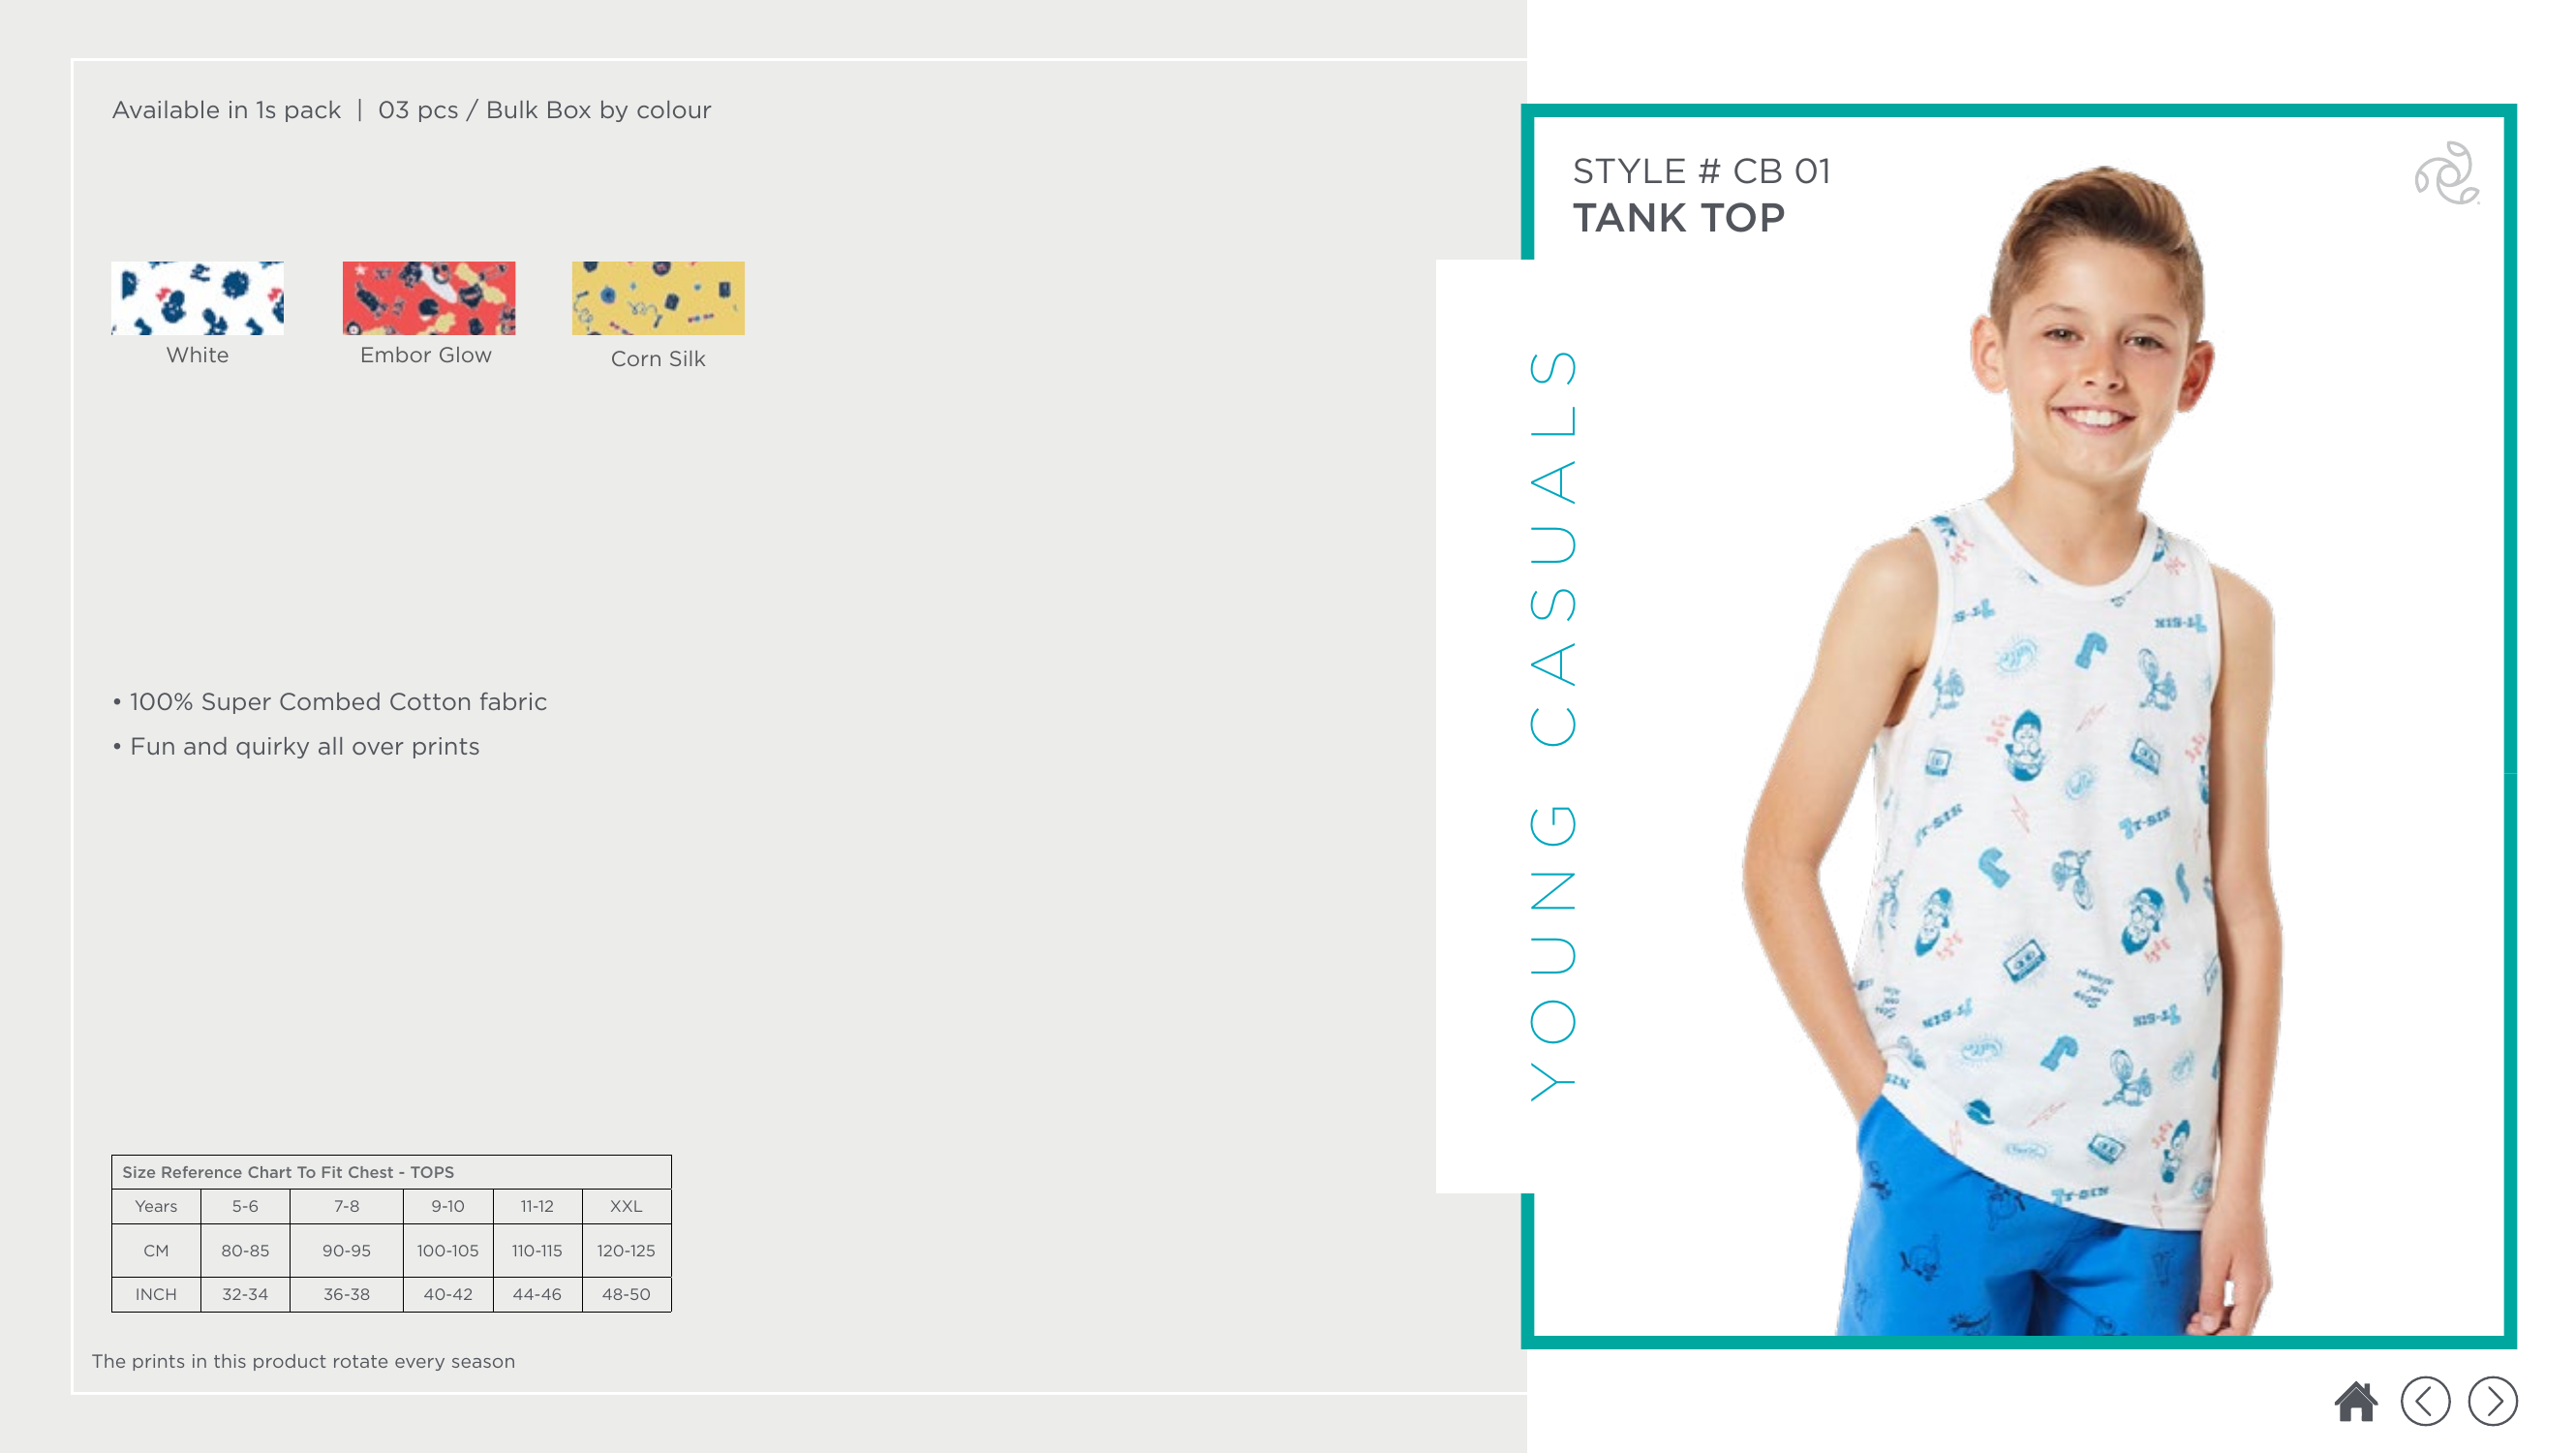 Available in 1s pack | 03 pcs / Bulk Box by colour
White
Embor Glow
Corn Silk
• 100% Super Combed Cotton fabric
• Fun and quirky all over prints
Size Reference Chart To Fit Chest - TOPS
Years 5-6 7-8 9-10 11-12 XXL
CM 80-85 90-95 100-105 110-115 120-125
INCH 32-34 36-38 40-42 44-46 48-50
The prints in this product rotate every season
STYLE # CB 01
TANK TOP
YOUNG CASUALS